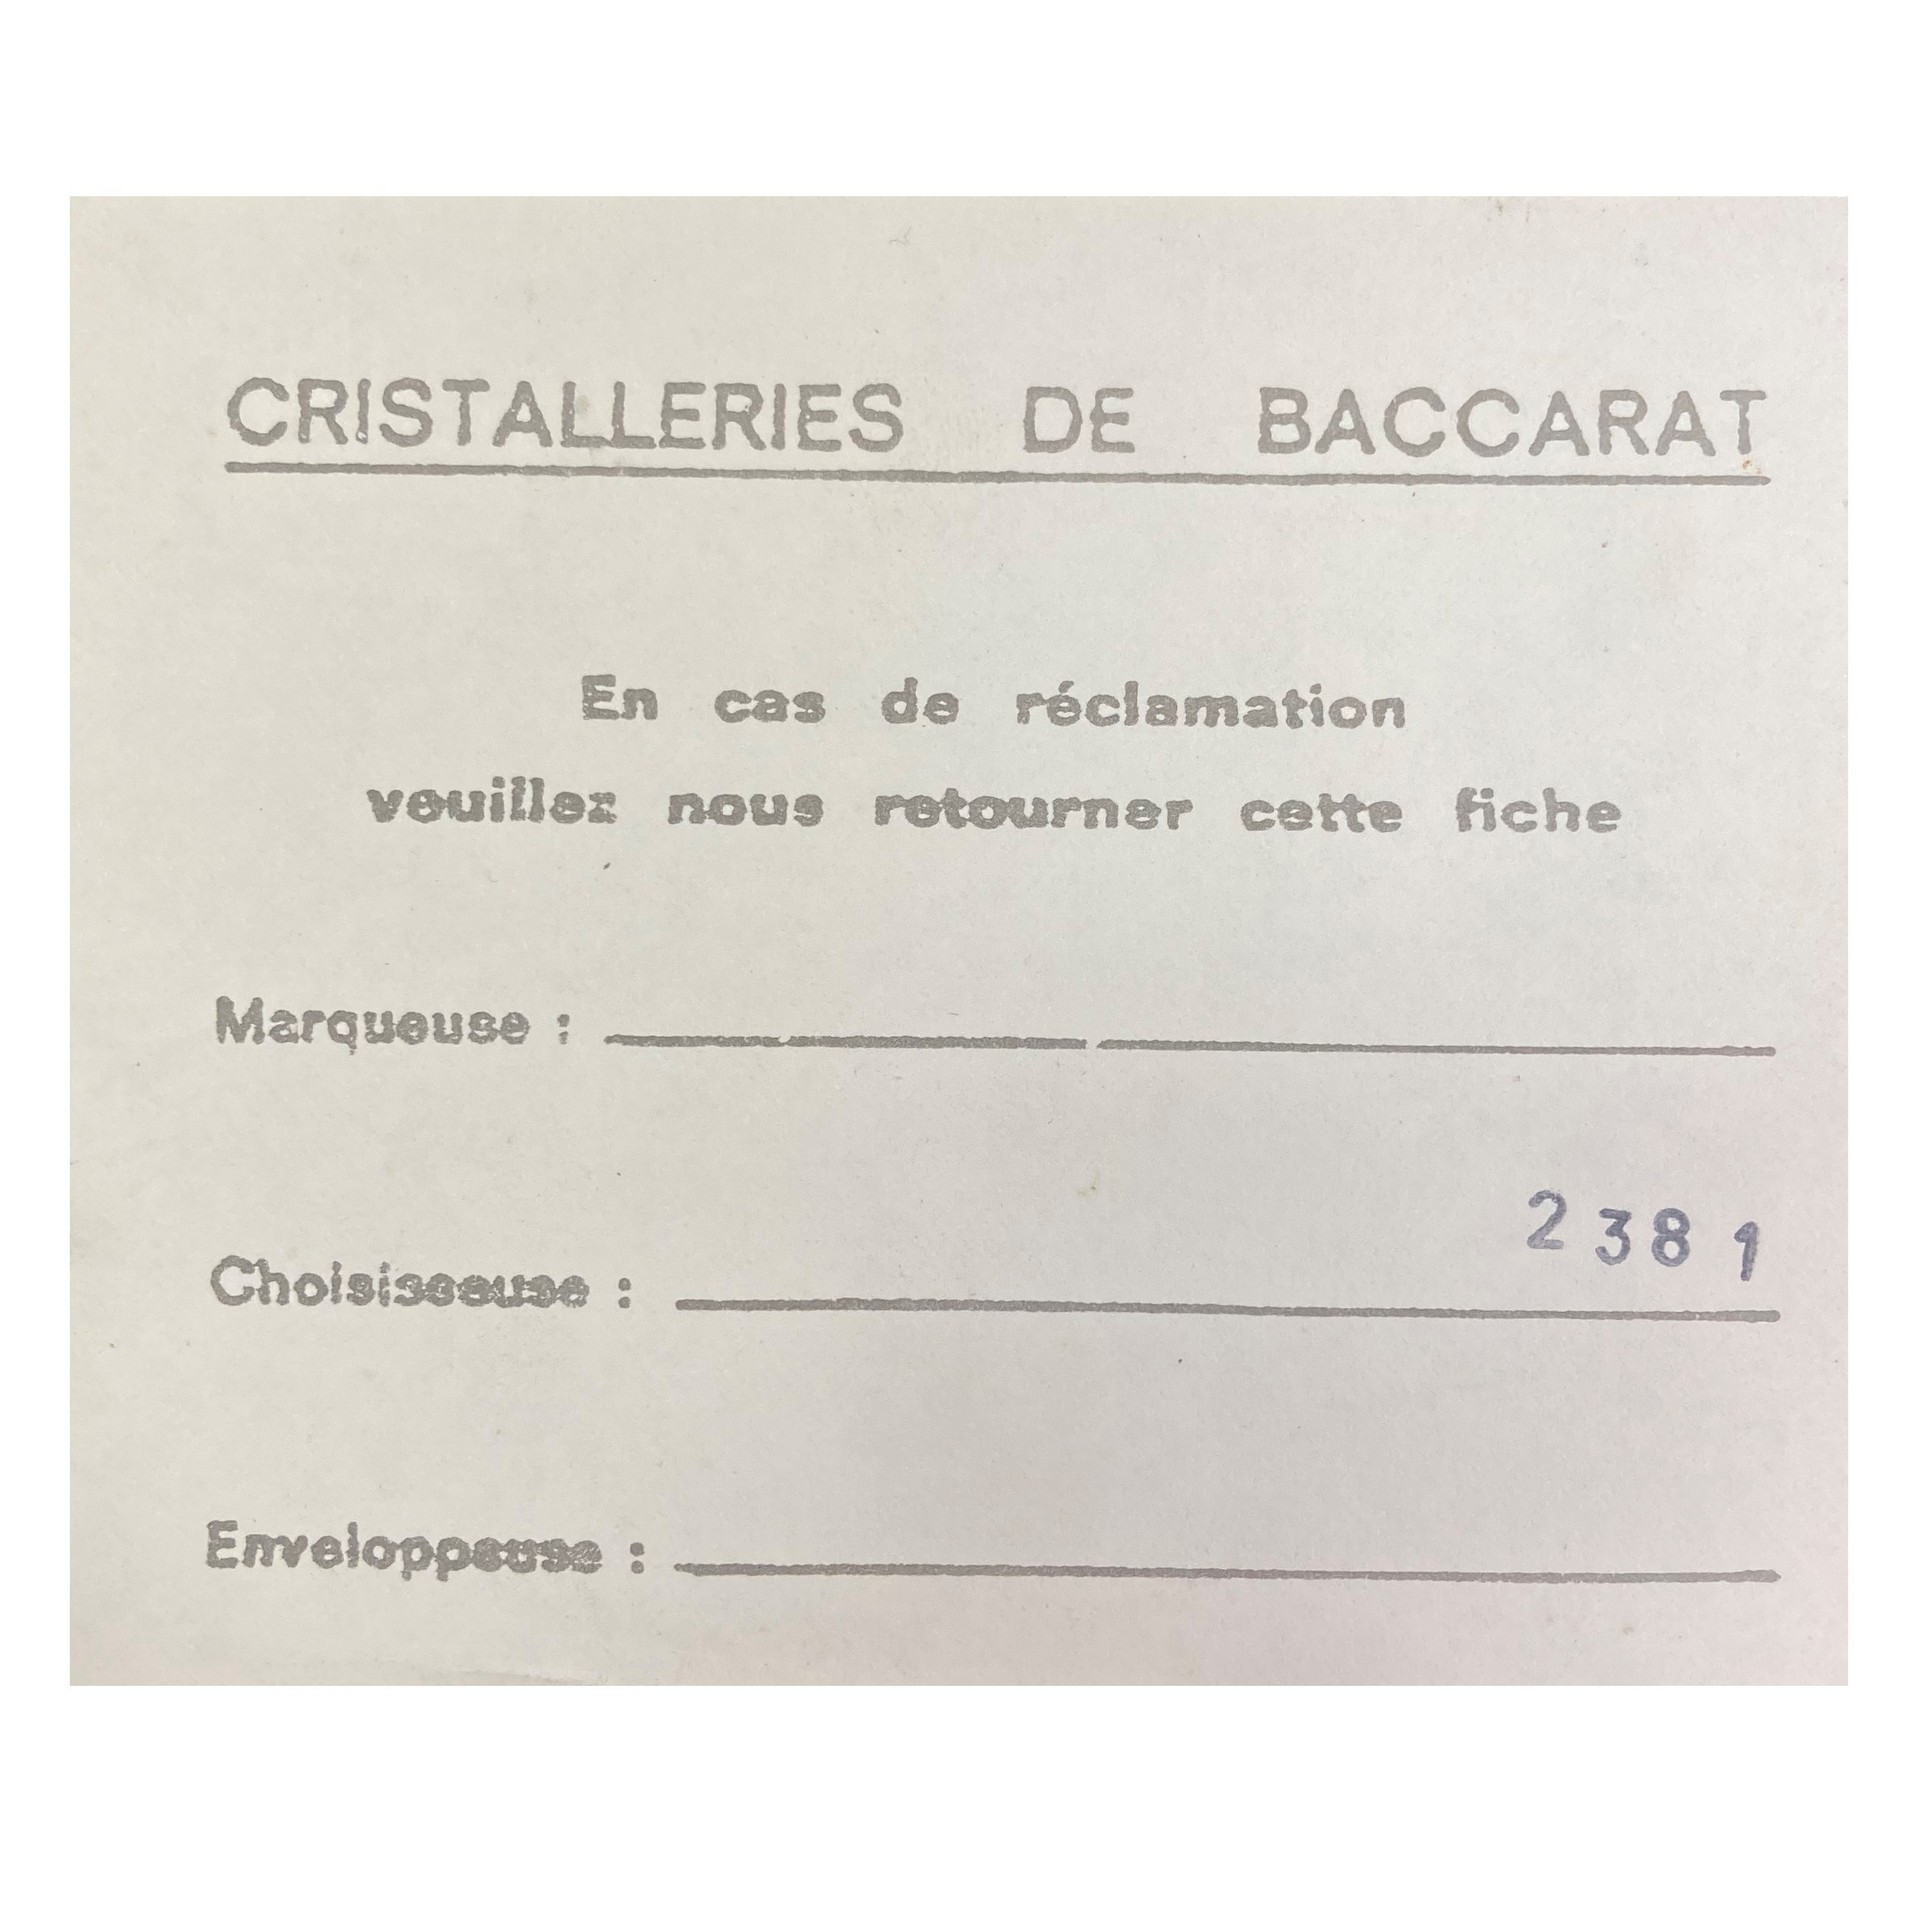 CRISTALLERIES DE BACCARAT
En cas de réclamation
veuillez nous retourner cette fiche
Marqueuse :
2381
Choisisseuse :
Enveloppeuse :